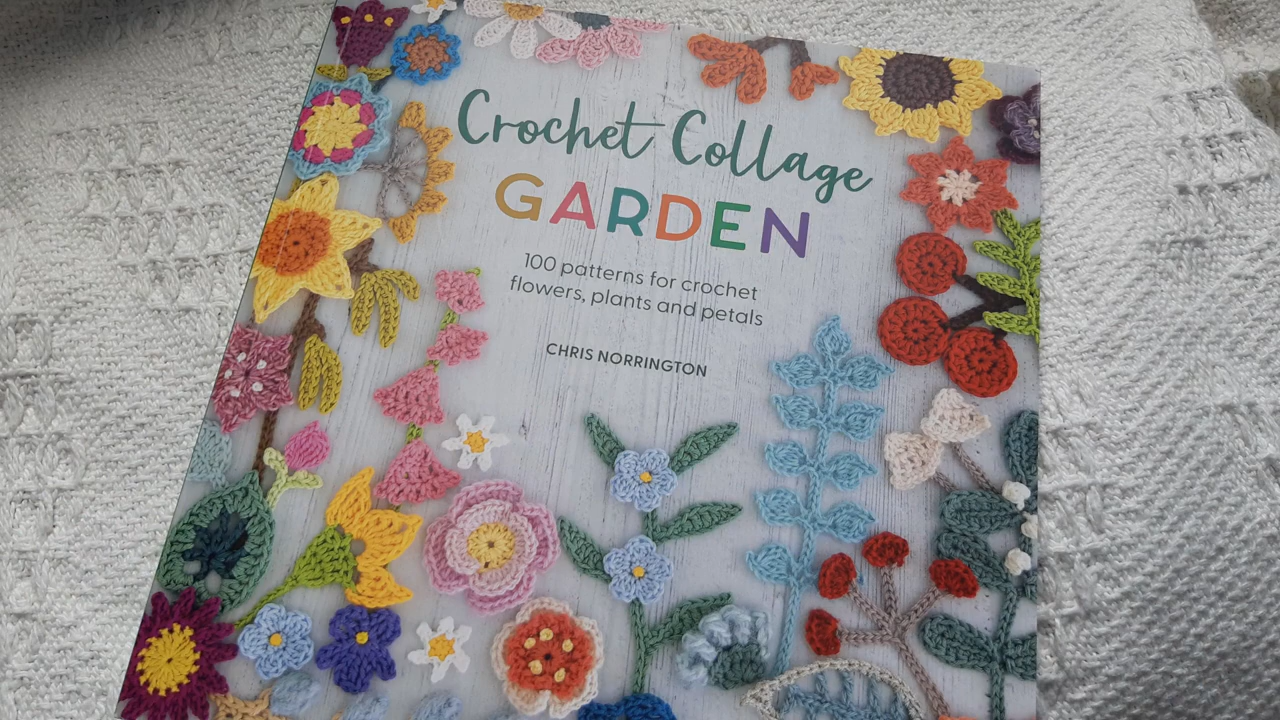 Crochet Collage
GARDEN
100 patterns for crochet
flowers, plants and petals
CHRIS NORRINGTON